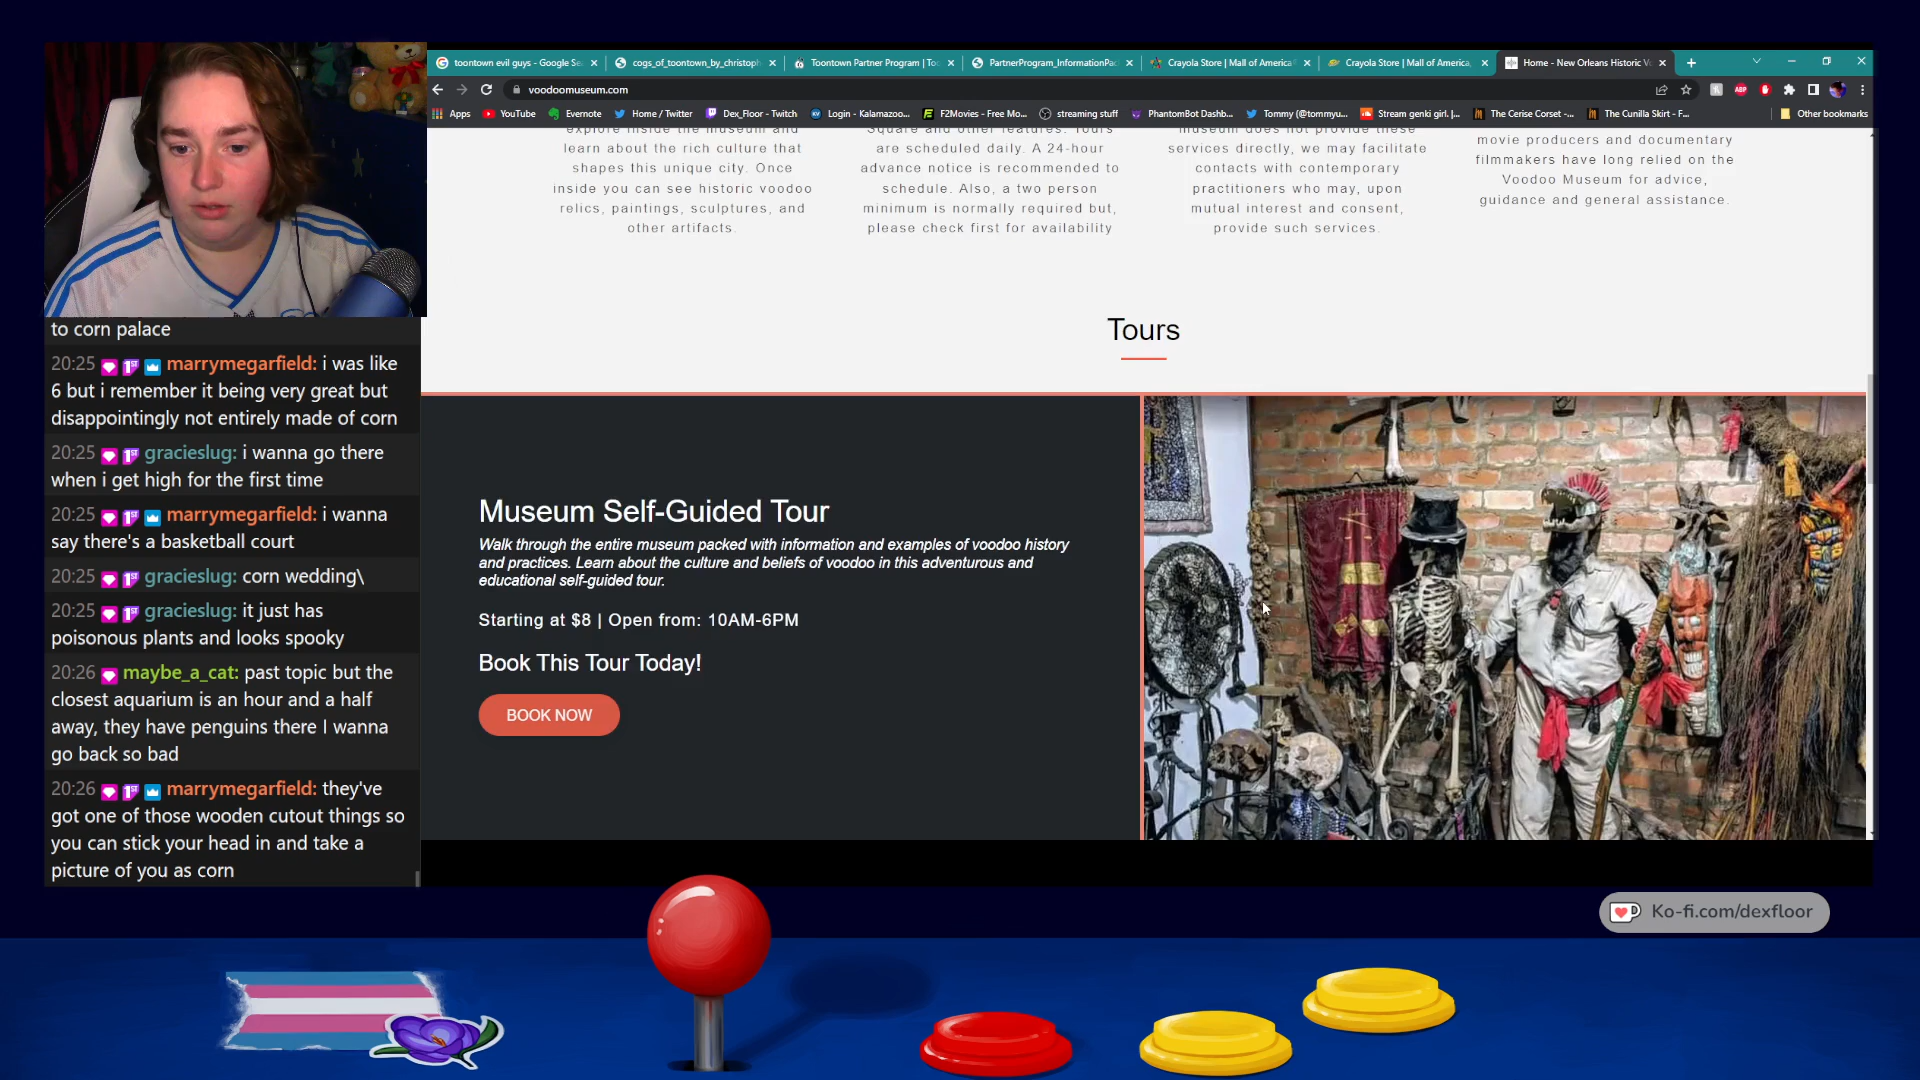 toontown evil guys - Google Se
cogs_of_toontown_by_christoph
Toontown Partner Program | To
PartnerProgram_InformationPac
Crayola Store | Mall of America
Crayola Store | Mall of America
Home - New Orleans Historic V
voodoomuseum.com
Apps
YouTube
Evernote
Home / Twitter
Dex_Floor - Twitch
Login - Kalamazoo...
F2Movies - Free Mo...
streaming stuff
PhantomBot Dashb...
Tommy (@tommyu...
Stream genki girl. |...
The Cerise Corset -...
The Cunilla Skirt - F...
Other bookmarks
explore inside the museum and
learn about the rich culture that
shapes this unique city. Once
inside you can see historic voodoo
relics, paintings, sculptures, and
other artifacts.
Square and other features. Tours
are scheduled daily. A 24-hour
advance notice is recommended to
schedule. Also, a two person
minimum is normally required but,
please check first for availability
museum does not provide these
services directly, we may facilitate
contacts with contemporary
practitioners who may, upon
mutual interest and consent,
provide such services.
movie producers and documentary
filmmakers have long relied on the
Voodoo Museum for advice,
guidance and general assistance.
Tours
Museum Self-Guided Tour
Walk through the entire museum packed with information and examples of voodoo history
and practices. Learn about the culture and beliefs of voodoo in this adventurous and
educational self-guided tour.
Starting at $8 | Open from: 10AM-6PM
Book This Tour Today!
BOOK NOW
to corn palace
20:25 marrymegarfield: i was like
6 but i remember it being very great but
disappointingly not entirely made of corn
20:25 gracieslug: i wanna go there
when i get high for the first time
20:25 marrymegarfield: i wanna
say there's a basketball court
20:25 gracieslug: corn wedding\
20:25 gracieslug: it just has
poisonous plants and looks spooky
20:26 maybe_a_cat: past topic but the
closest aquarium is an hour and a half
away, they have penguins there I wanna
go back so bad
20:26 marrymegarfield: they've
got one of those wooden cutout things so
you can stick your head in and take a
picture of you as corn
Ko-fi.com/dexfloor